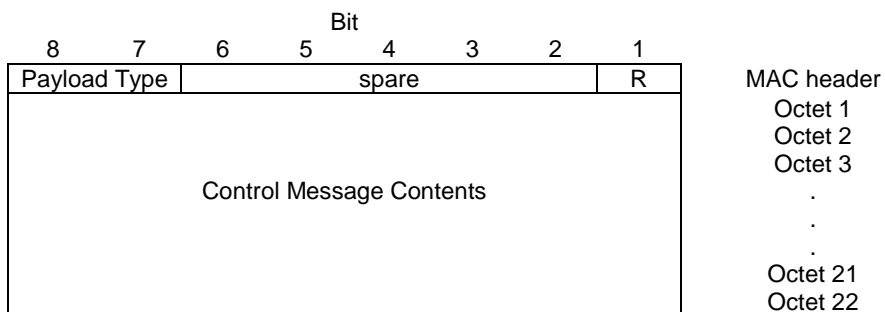 Bit
8 7 6 5 4 3 2 1
Payload Type spare R MAC header
Octet 1
Octet 2
Octet 3
Control Message Contents .
.
.
Octet 21
Octet 22